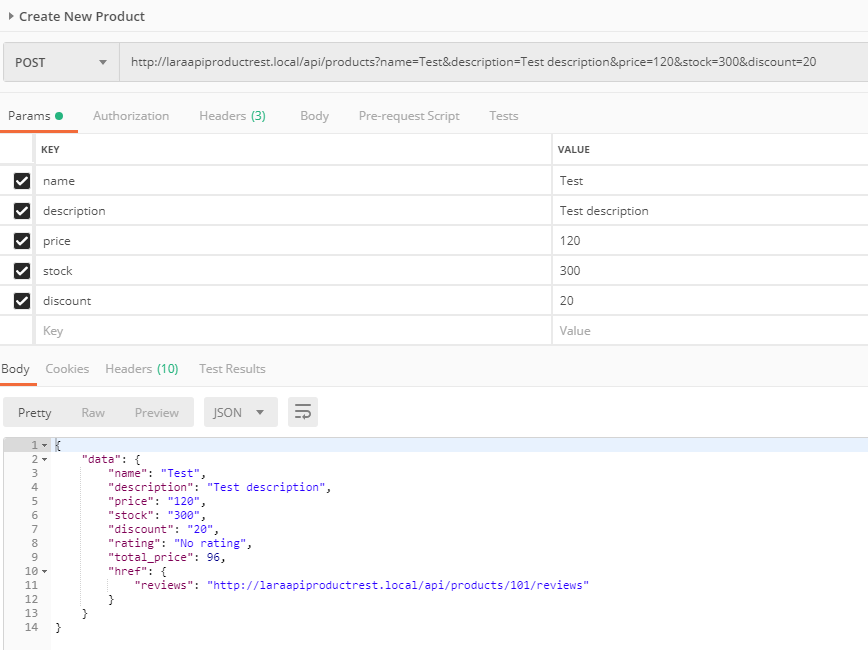 Create New Product
POST http://laraapiproductrest.local/api/products?name=Test&description=Test description&price=120&stock=300&discount=20
Params Authorization Headers (3) Body Pre-request Script Tests
KEY VALUE
name Test
description Test description
price 120
stock 300
discount 20
Key Value
Body Cookies Headers (10) Test Results
Pretty Raw Preview JSON
1 {
2 "data": {
3 "name": "Test",
4 "description": "Test description",
5 "price": "120",
6 "stock": "300",
7 "discount": "20",
8 "rating": "No rating",
9 "total_price": 96,
10 "href": {
11 "reviews": "http://laraapiproductrest.local/api/products/101/reviews"
12 }
13 }
14 }